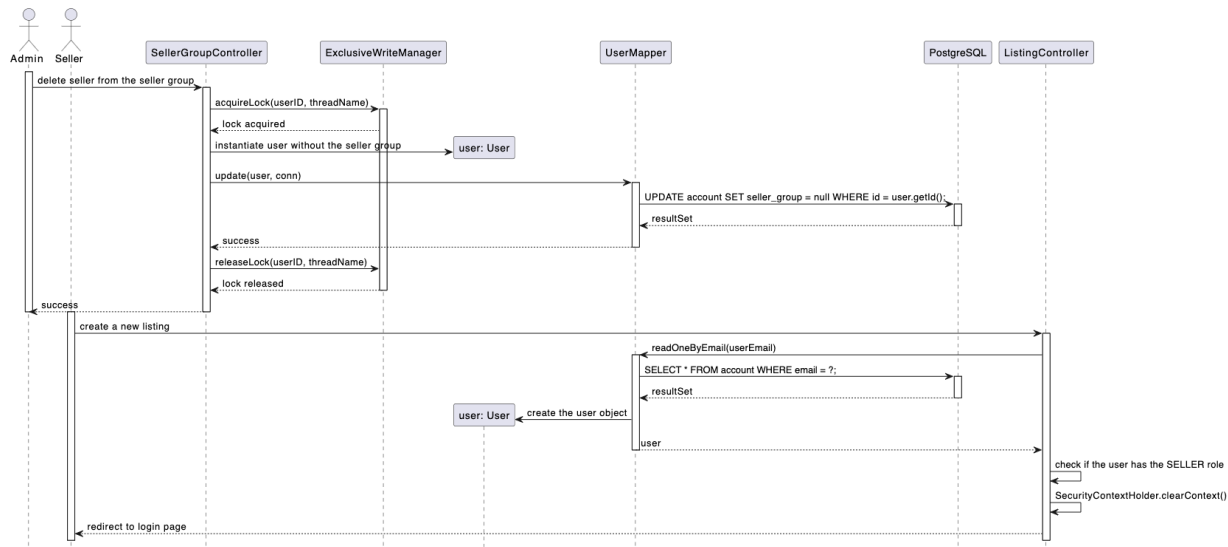 Admin
Seller
SellerGroupController
ExclusiveWriteManager
UserMapper
PostgreSQL
ListingController
delete seller from the seller group
acquireLock(userID, threadName)
lock acquired
instantiate user without the seller group
user: User
update(user, conn)
UPDATE account SET seller_group = null WHERE id = user.getId();
resultSet
success
releaseLock(userID, threadName)
lock released
success
create a new listing
readOneByEmail(userEmail)
SELECT * FROM account WHERE email = ?;
resultSet
user: User
create the user object
user
check if the user has the SELLER role
SecurityContextHolder.clearContext()
redirect to login page